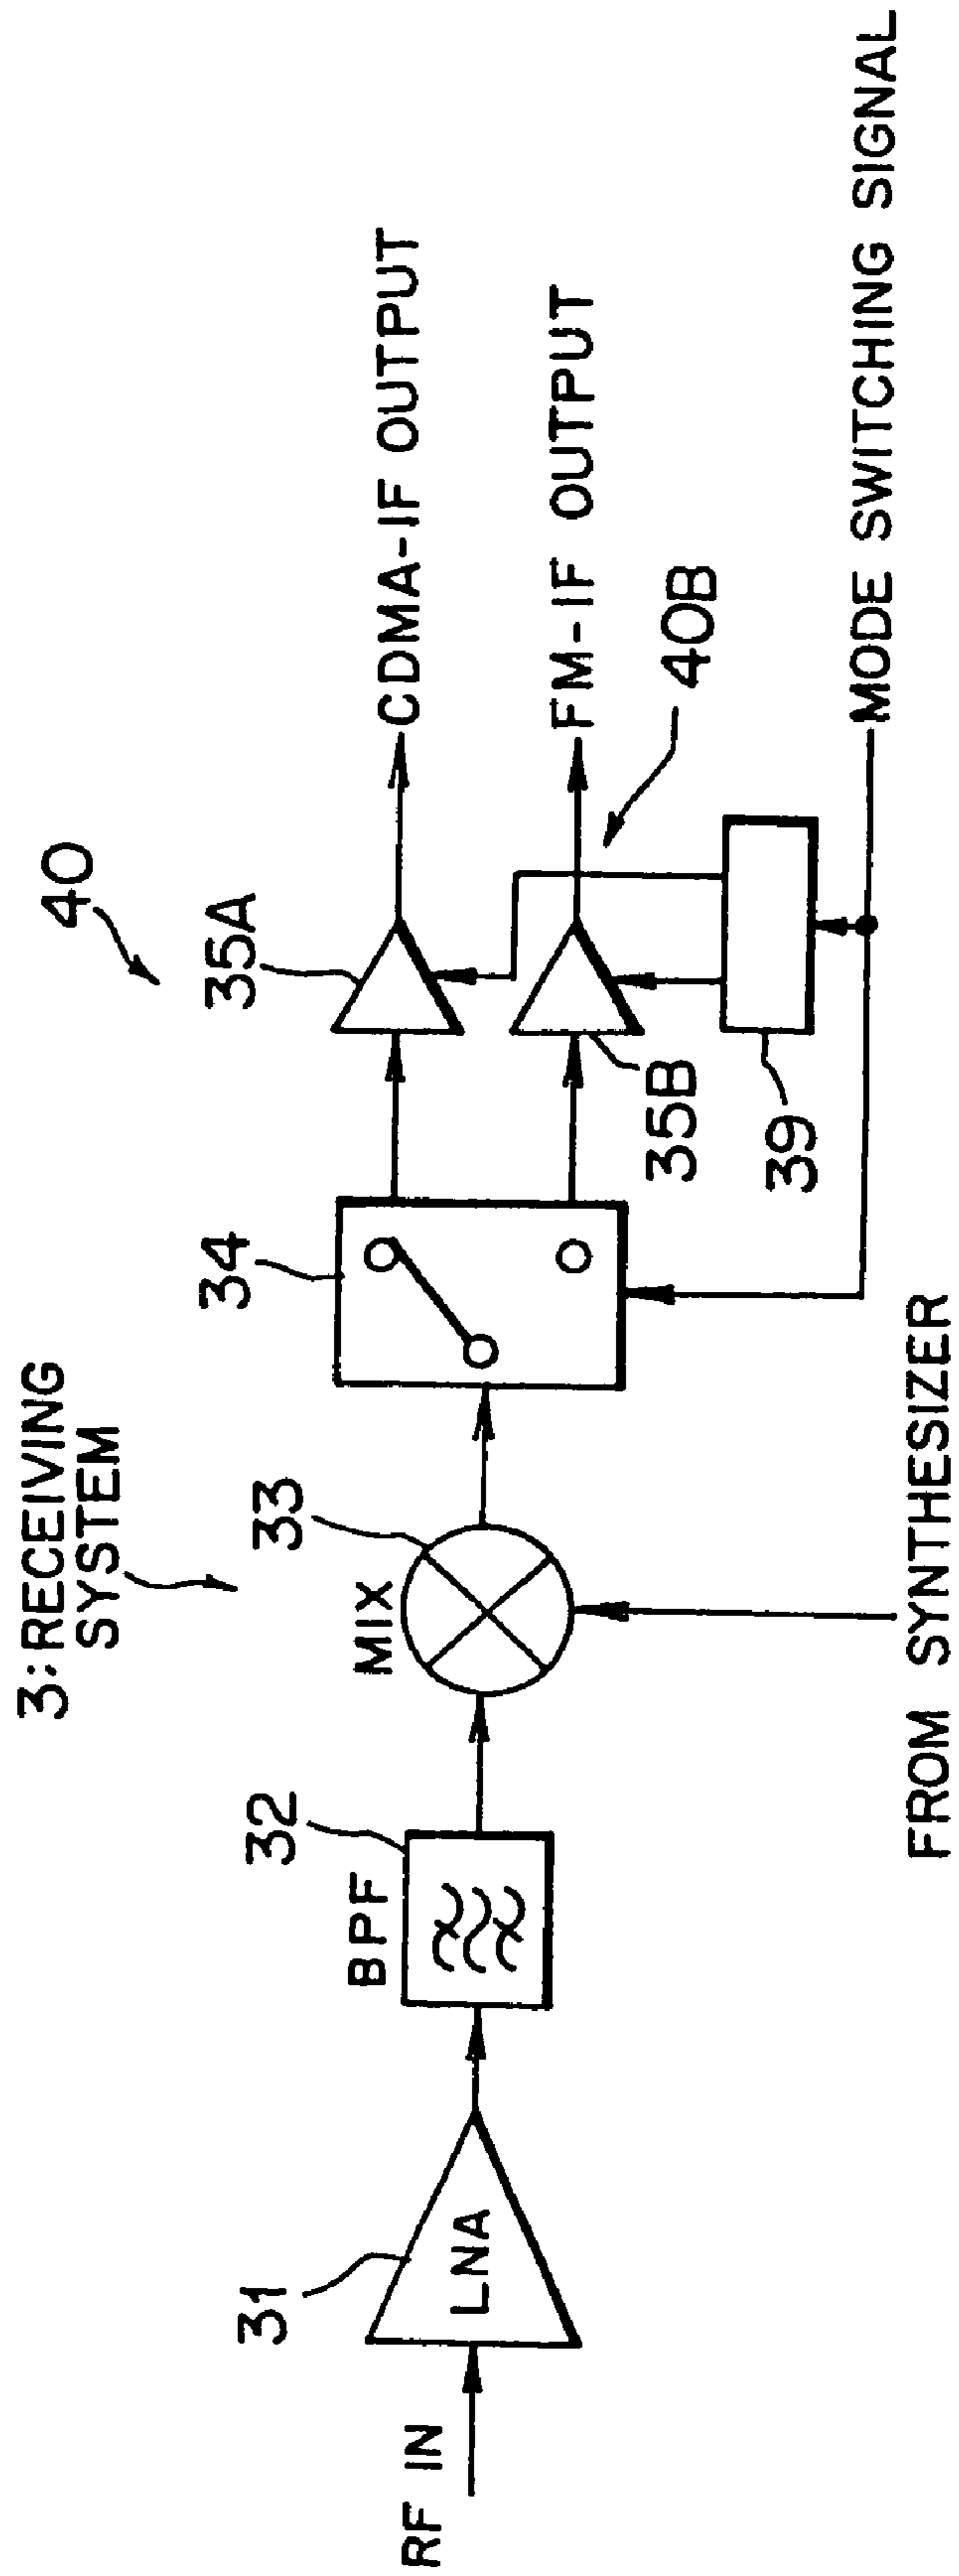 3: RECEIVING
SYSTEM
40
RF IN
31
LNA
32
BPF
33
MIX
34
35A
CDMA-IF OUTPUT
35B
FM-IF OUTPUT
40B
39
FROM SYNTHESIZER
MODE SWITCHING SIGNAL